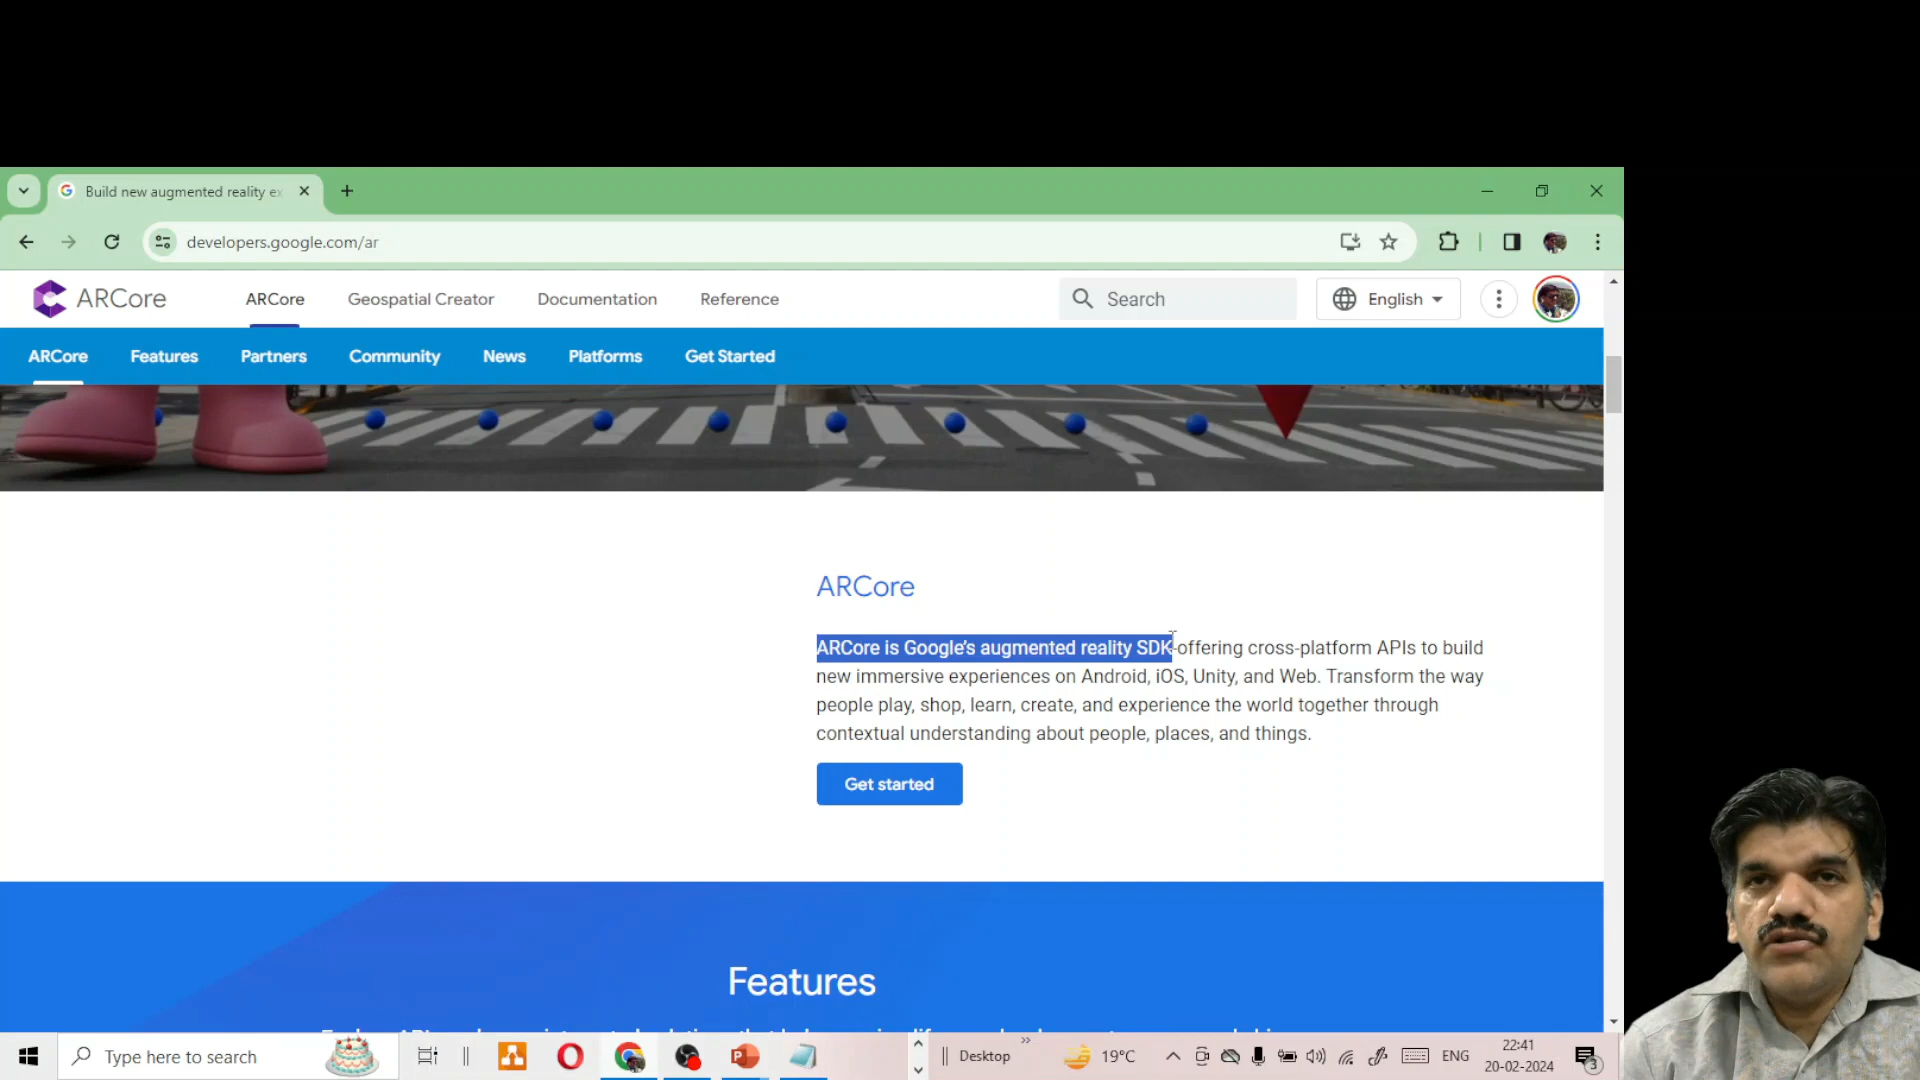 Build new augmented reality ex
developers.google.com/ar
ARCore
ARCore
Geospatial Creator
Documentation
Reference
Search
English
ARCore
Features
Partners
Community
News
Platforms
Get Started
ARCore
ARCore is Google's augmented reality SDK offering cross-platform APIs to build
new immersive experiences on Android, iOS, Unity, and Web. Transform the way
people play, shop, learn, create, and experience the world together through
contextual understanding about people, places, and things.
Get started
Features
Type here to search
Desktop
19°C
ENG
22:41
20-02-2024
3